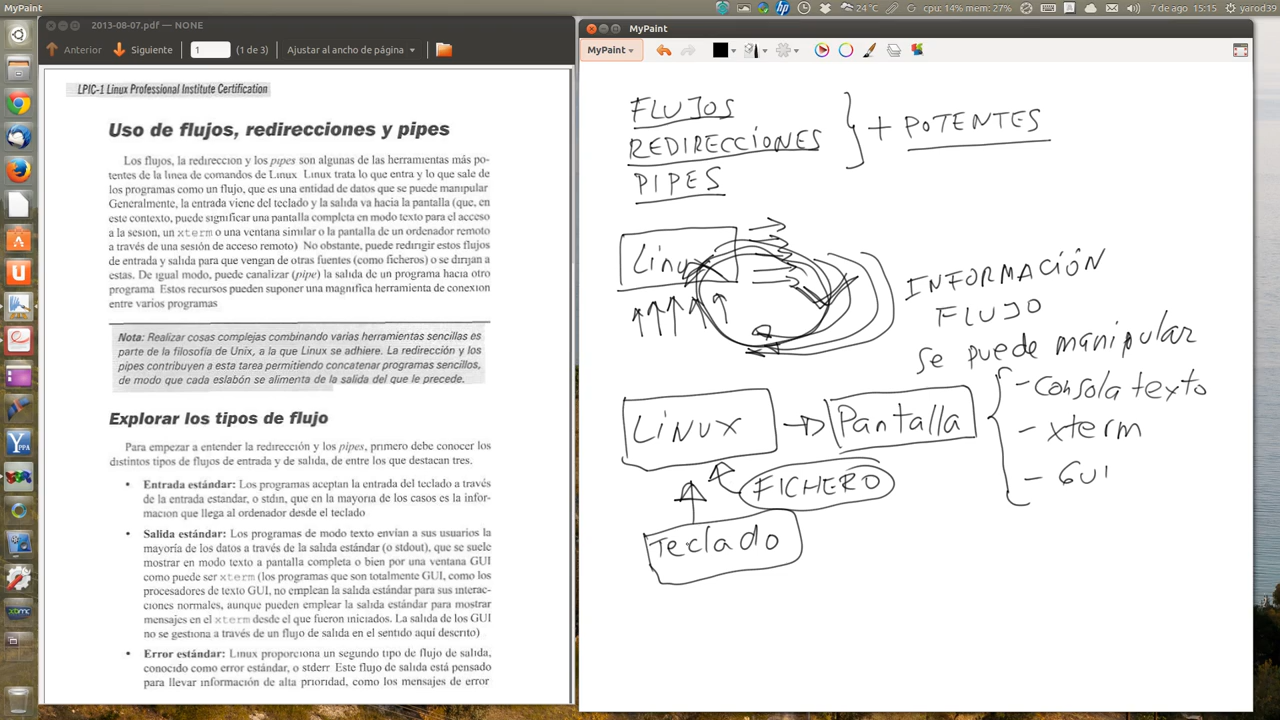 MyPaint
24°C
cpu 14% mem 27%
7 de ago 15:15
yarod39
2013-08-07.pdf — NONE
Anterior
Siguiente
1
(1 de 3)
Ajustar al ancho de página
LPIC-1 Linux Professional Institute Certification
Uso de flujos, redirecciones y pipes
Los flujos, la redireccion y los pipes son algunas de las herramientas más po-
tentes de la linea de comandos de Linux Linux trata lo que entra y lo que sale de
los programas como un flujo, que es una entidad de datos que se puede manipular
Generalmente, la entrada viene del teclado y la salida va hacia la pantalla (que, en
este contexto, puede significar una pantalla completa en modo texto para el acceso
a la sesión, un xterm o una ventana similar o la pantalla de un ordenador remoto
a través de una sesión de acceso remoto) No obstante, puede redirigir estos flujos
de entrada y salida para que vengan de otras fuentes (como ficheros) o se dirijan a
estas. De igual modo, puede canalizar (pipe) la salida de un programa hacia otro
programa Estos recursos pueden suponer una magnifica herramienta de conexion
entre varios programas
Nota: Realizar cosas complejas combinando varias herramientas sencillas es
parte de la filosofía de Unix, a la que Linux se adhiere. La redirección y los
pipes contribuyen a esta tarea permitiendo concatenar programas sencillos,
de modo que cada eslabón se alimenta de la salida del que le precede.
Explorar los tipos de flujo
Para empezar a entender la redirección y los pipes, primero debe conocer los
distintos tipos de flujos de entrada y de salida, de entre los que destacan tres.
• Entrada estándar: Los programas aceptan la entrada del teclado a través
de la entrada estandar, o stdin, que en la mayoría de los casos es la infor-
macion que llega al ordenador desde el teclado
• Salida estándar: Los programas de modo texto envían a sus usuarios la
mayoría de los datos a través de la salida estándar (o stdout), que se suele
mostrar en modo texto a pantalla completa o bien por una ventana GUI
como puede ser xterm (los programas que son totalmente GUI, como los
procesadores de texto GUI, no emplean la salida estándar para sus interac-
ciones normales, aunque pueden emplear la salida estándar para mostrar
mensajes en el xterm desde el que fueron iniciados. La salida de los GUI
no se gestiona a través de un flujo de salida en el sentido aquí descrito)
• Error estándar: Linux proporciona un segundo tipo de flujo de salida,
conocido como error estándar, o stderr Este flujo de salida está pensado
para llevar información de alta prioridad, como los mensajes de error
MyPaint
MyPaint
FLUJOS
REDIRECCIONES
PIPES
+ POTENTES
Linux
INFORMACIÓN
FLUJO
se puede manipular
LiNUX
Pantalla
- consola texto
- xterm
- GUI
FICHERO
Teclado